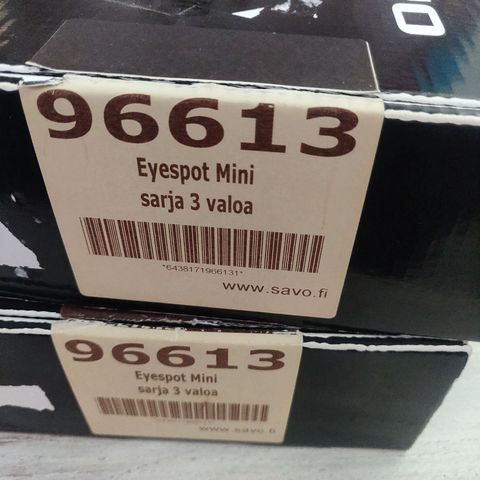 96613
Eyespot Mini
sarja 3 valoa
*6438171966131*
www.savo.fi
96613
Eyespot Mini
sarja 3 valoa
www.savo.fi